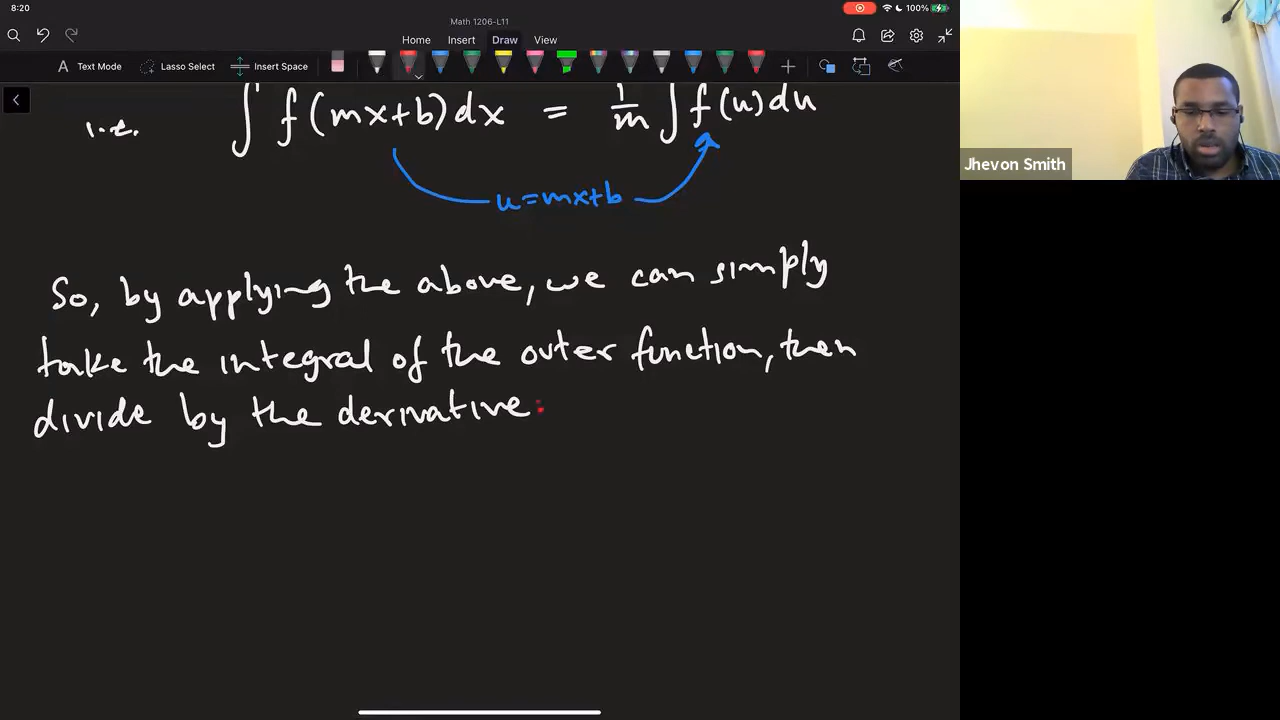 8:20
100%
Math 1206-L11
Home Insert Draw View
Text Mode Lasso Select Insert Space
i.e. ∫ f(mx+b)dx = 1/m ∫ f(u)du
u=mx+b
Jhevon Smith
So, by applying the above, we can simply
take the integral of the outer function, then
divide by the derivative